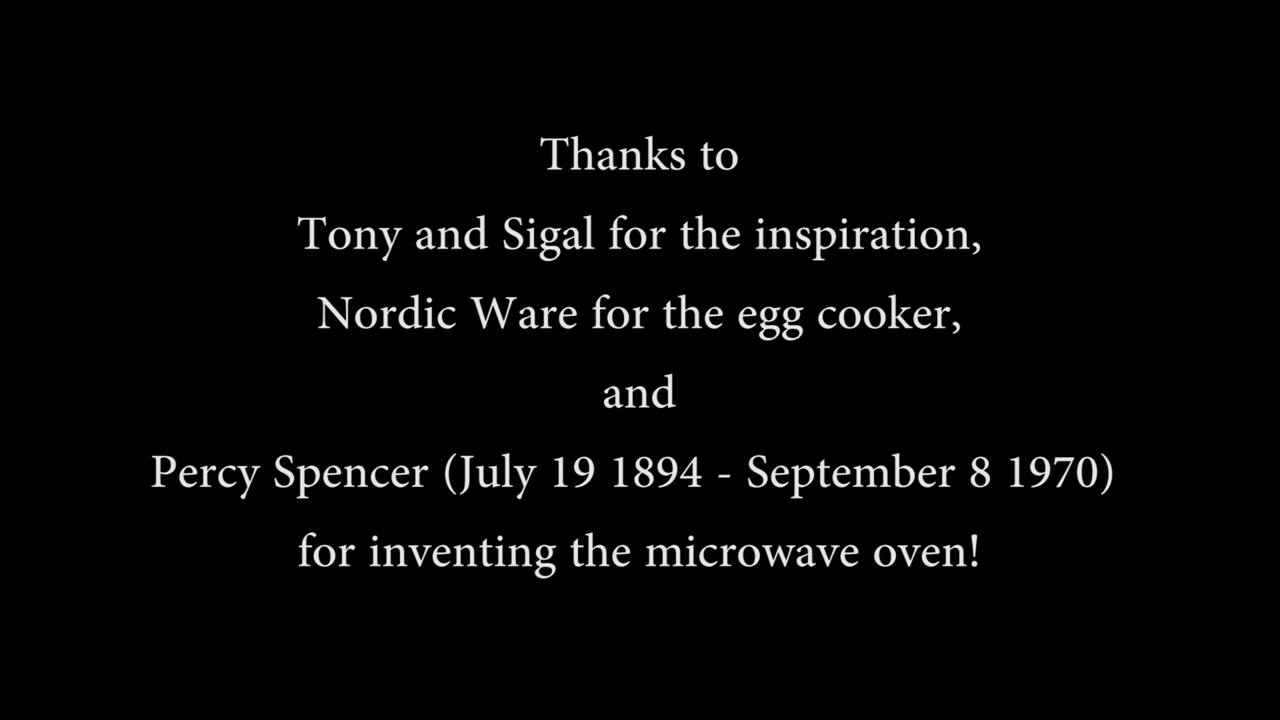 Thanks to
Tony and Sigal for the inspiration,
Nordic Ware for the egg cooker,
and
Percy Spencer (July 19 1894 - September 8 1970)
for inventing the microwave oven!